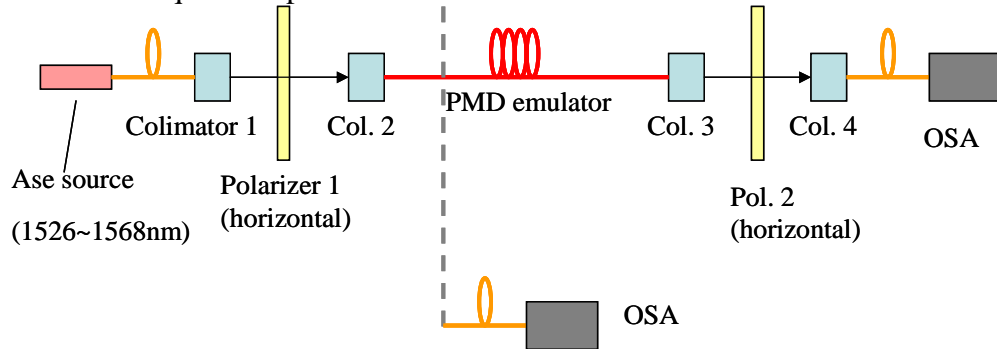 PMD emulator
Colimator 1
Col. 2
Col. 3
Col. 4
OSA
Ase source
(1526~1568nm)
Polarizer 1
(horizontal)
Pol. 2
(horizontal)
OSA